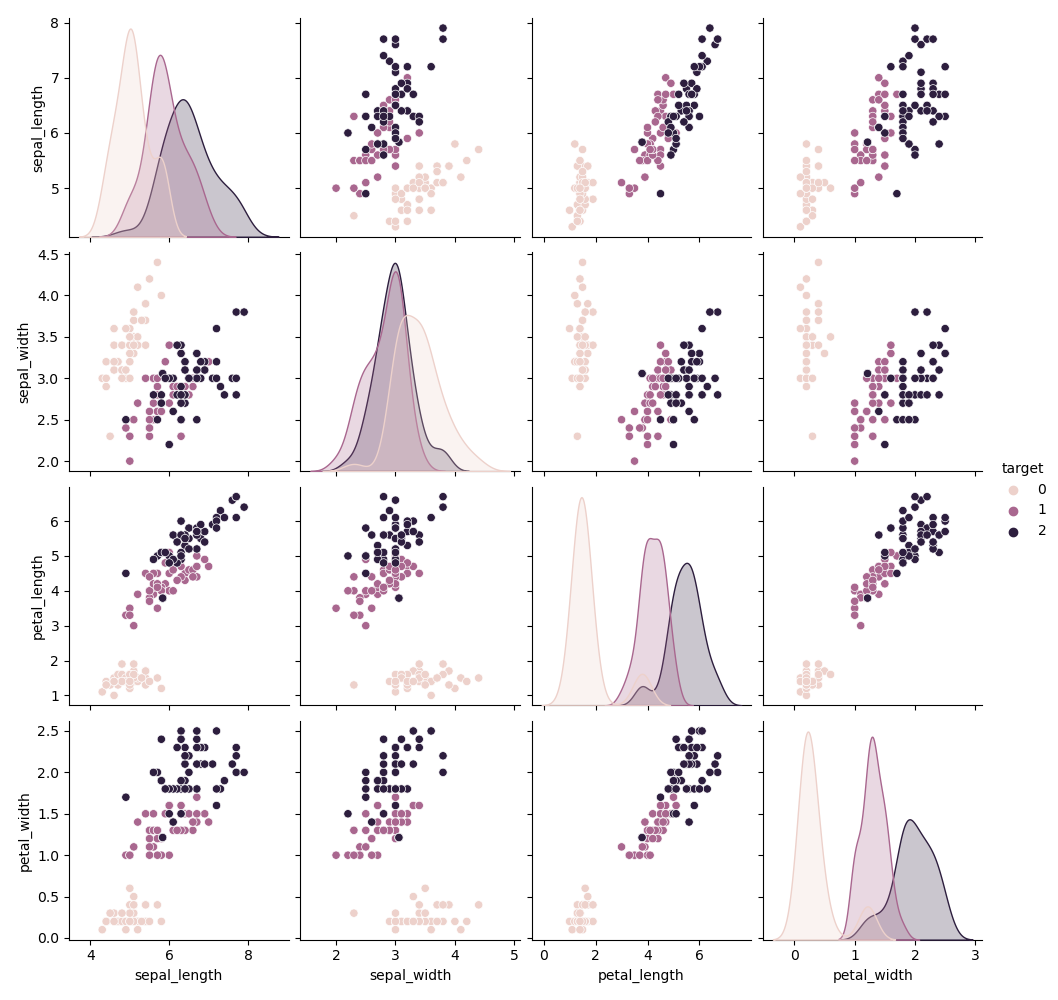 8
7
6
5
sepal_length
4.5
4.0
3.5
3.0
2.5
2.0
sepal_width
6
5
4
3
2
1
petal_length
2.5
2.0
1.5
1.0
0.5
0.0
petal_width
4 6 8
sepal_length
2 3 4 5
sepal_width
0 2 4 6
petal_length
0 1 2 3
petal_width
target
0
1
2